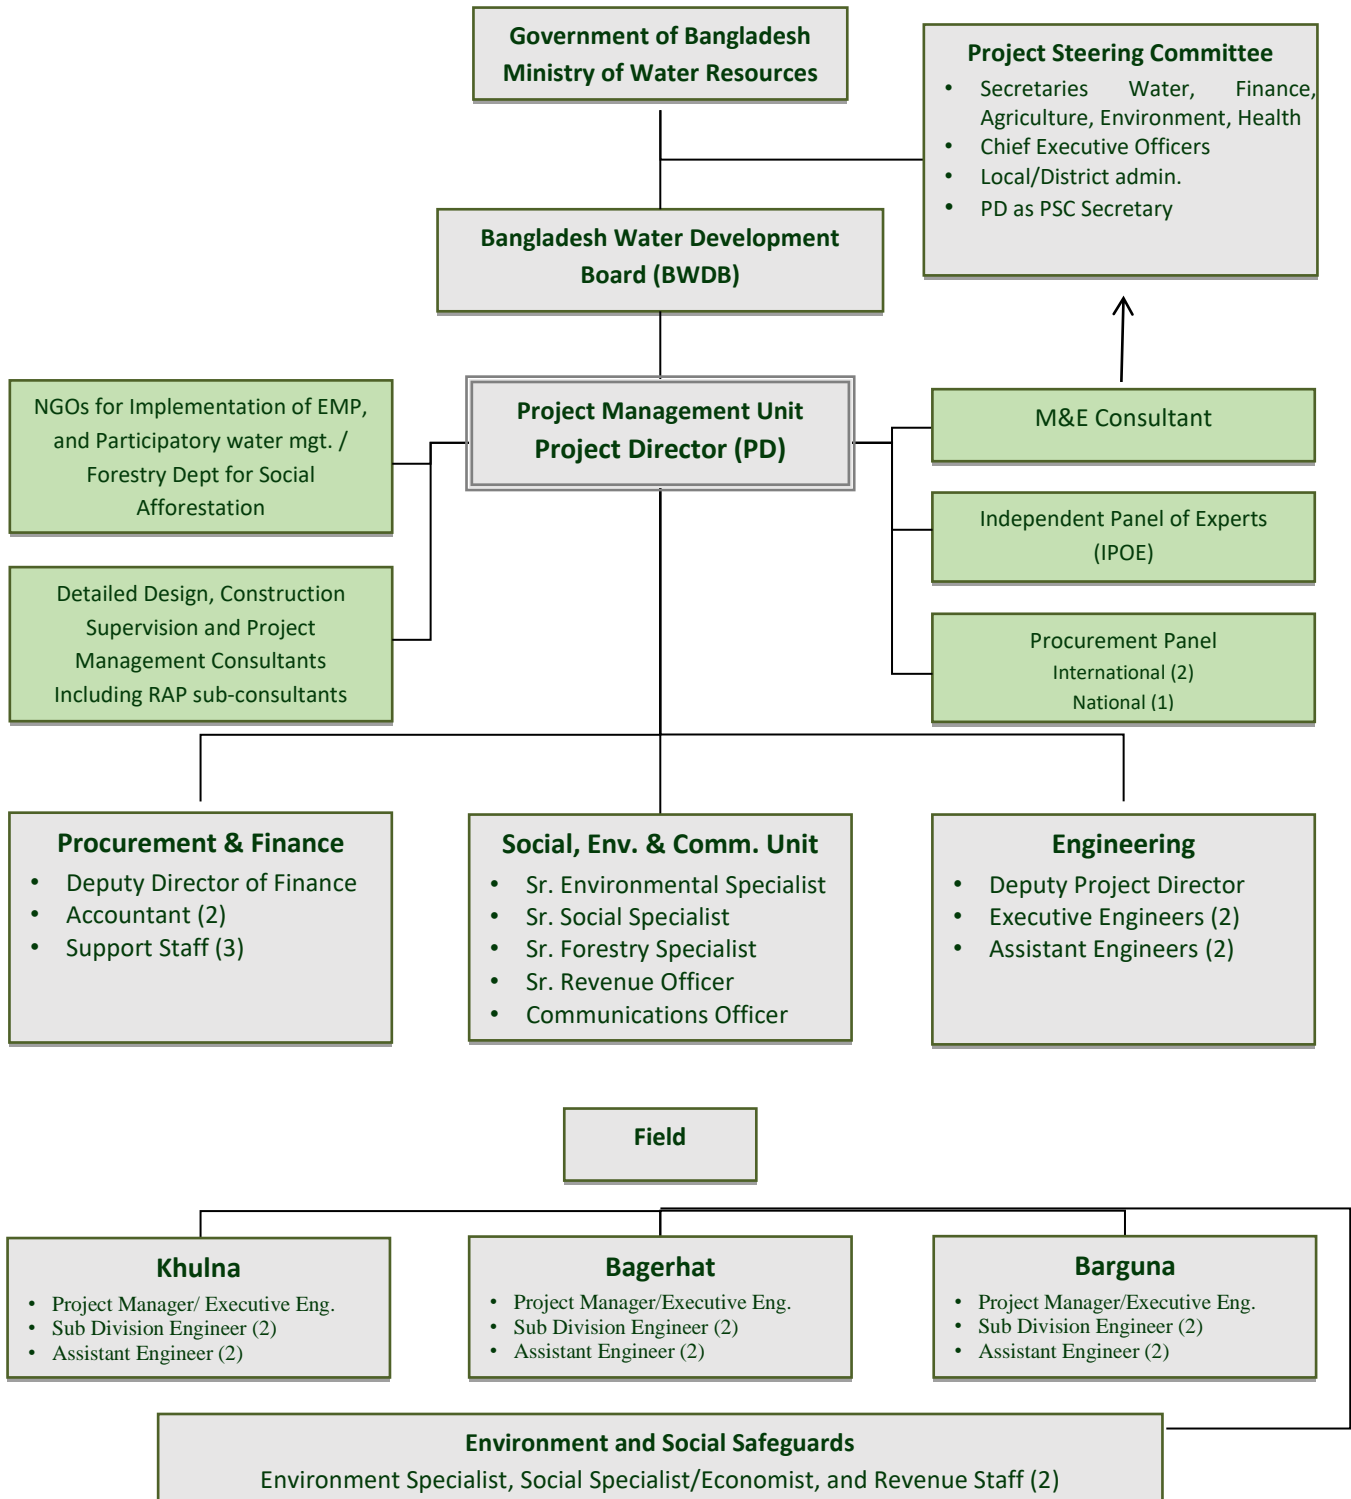 Government of Bangladesh
Ministry of Water Resources
Project Steering Committee
• Secretaries Water, Finance,
Agriculture, Environment, Health
• Chief Executive Officers
• Local/District admin.
• PD as PSC Secretary
Bangladesh Water Development
Board (BWDB)
NGOs for Implementation of EMP,
and Participatory water mgt. /
Forestry Dept for Social
Afforestation
Project Management Unit
Project Director (PD)
M&E Consultant
Independent Panel of Experts
(IPOE)
Detailed Design, Construction
Supervision and Project
Management Consultants
Including RAP sub-consultants
Procurement Panel
International (2)
National (1)
Procurement & Finance
• Deputy Director of Finance
• Accountant (2)
• Support Staff (3)
Social, Env. & Comm. Unit
• Sr. Environmental Specialist
• Sr. Social Specialist
• Sr. Forestry Specialist
• Sr. Revenue Officer
• Communications Officer
Engineering
• Deputy Project Director
• Executive Engineers (2)
• Assistant Engineers (2)
Field
Khulna
• Project Manager/ Executive Eng.
• Sub Division Engineer (2)
• Assistant Engineer (2)
Bagerhat
• Project Manager/Executive Eng.
• Sub Division Engineer (2)
• Assistant Engineer (2)
Barguna
• Project Manager/Executive Eng.
• Sub Division Engineer (2)
• Assistant Engineer (2)
Environment and Social Safeguards
Environment Specialist, Social Specialist/Economist, and Revenue Staff (2)